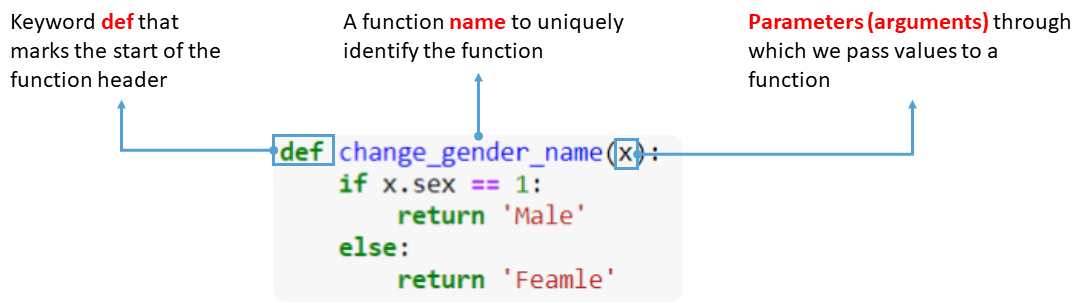 Keyword def that
marks the start of the
function header
A function name to uniquely
identify the function
Parameters (arguments) through
which we pass values to a
function
def change_gender_name(x):
    if x.sex == 1:
        return 'Male'
    else:
        return 'Feamle'